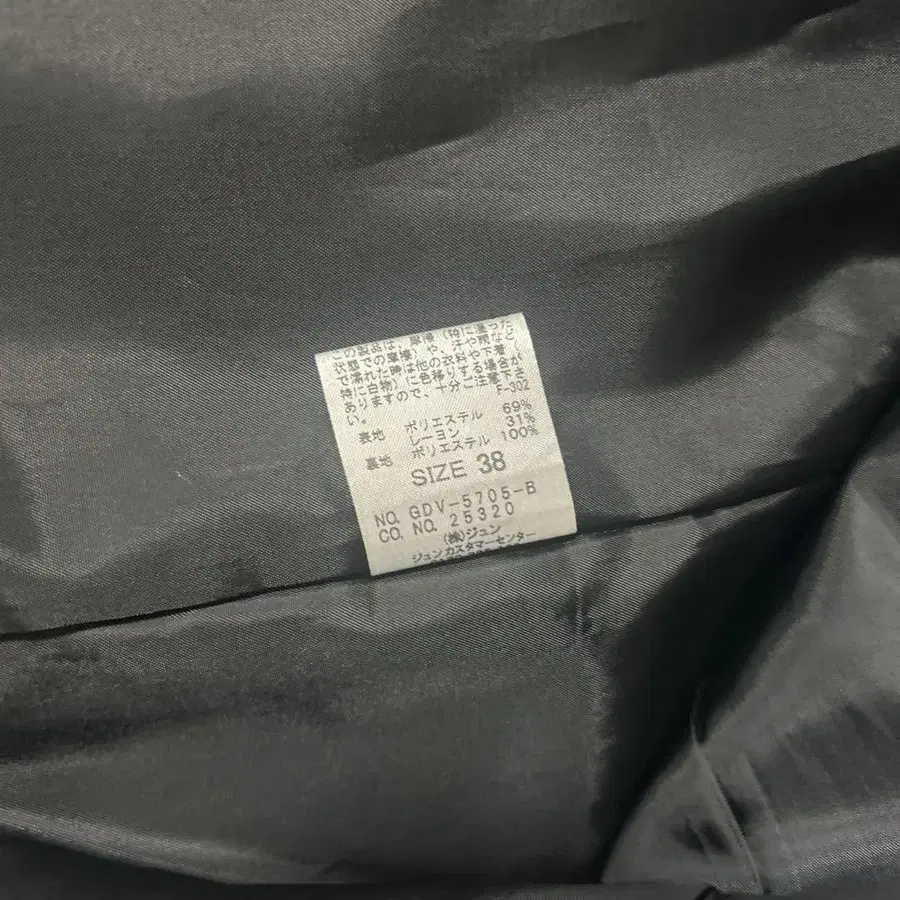 この製品は、摩擦（特に湿った
状態での摩擦）や、汗や雨など
で濡れた時は他の衣料や下着（
特に白物）に色移りする場合が
ありますので、十分ご注意下さ
い。
F-302
表地 ポリエステル 69%
レーヨン 31%
裏地 ポリエステル 100%
SIZE 38
NO. GDV-5705-B
CO. NO. 25320
（株）ジュン
ジュンカスタマーセンター